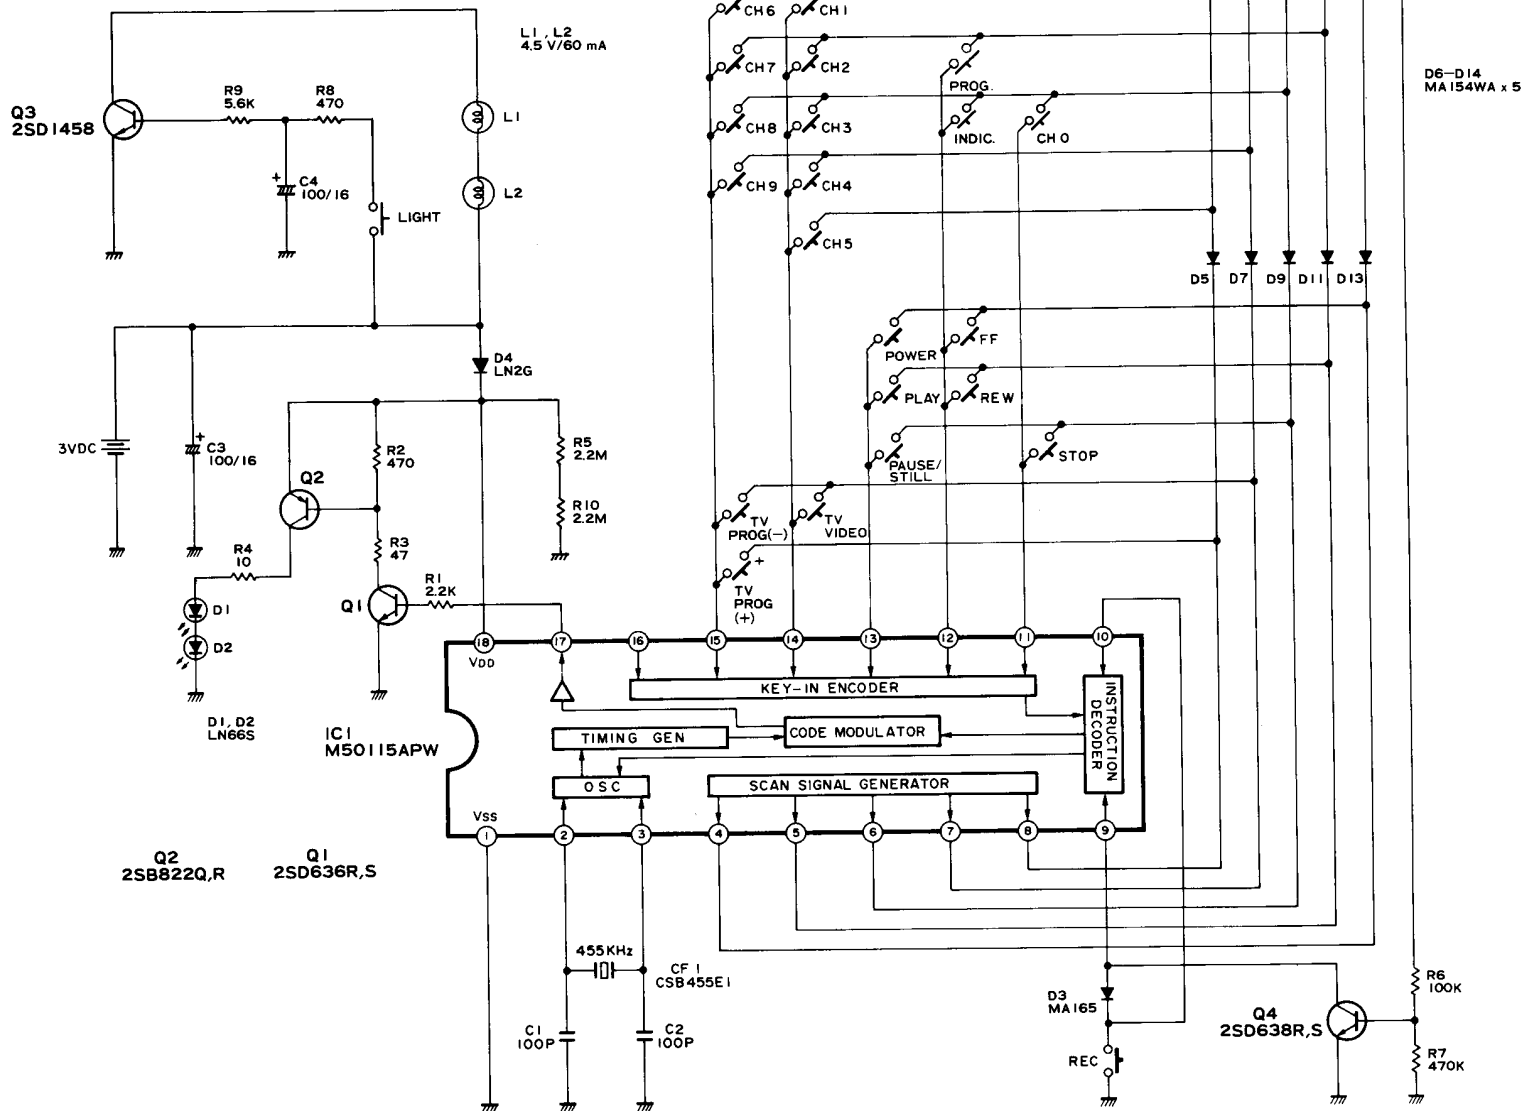 CH6
CH1
L1, L2
4.5 V/60 mA
CH7
CH2
PROG.
D6-D14
MA154WA x 5
Q3
2SD1458
R9
5.6K
R8
470
L1
CH8
CH3
INDIC.
CH0
C4
100/16
+
LIGHT
L2
CH9
CH4
CH5
D5
D7
D9
D11
D13
POWER
FF
D4
LN2G
PLAY
REW
3VDC
+
C3
100/16
R2
470
R5
2.2M
PAUSE/
STILL
STOP
Q2
R10
2.2M
TV
PROG(-)
TV
VIDEO
R4
10
R3
47
R1
2.2K
+
TV
PROG
(+)
Q1
D1
D2
18
17
16
15
14
13
12
11
10
VDD
KEY-IN ENCODER
INSTRUCTION
DECODER
D1, D2
LN66S
IC1
M50115APW
TIMING GEN
CODE MODULATOR
OSC
SCAN SIGNAL GENERATOR
VSS
1
2
3
4
5
6
7
8
9
Q2
2SB822Q,R
Q1
2SD636R,S
455KHz
CF1
CSB455E1
C1
100P
C2
100P
D3
MA165
REC
Q4
2SD638R,S
R6
100K
R7
470K